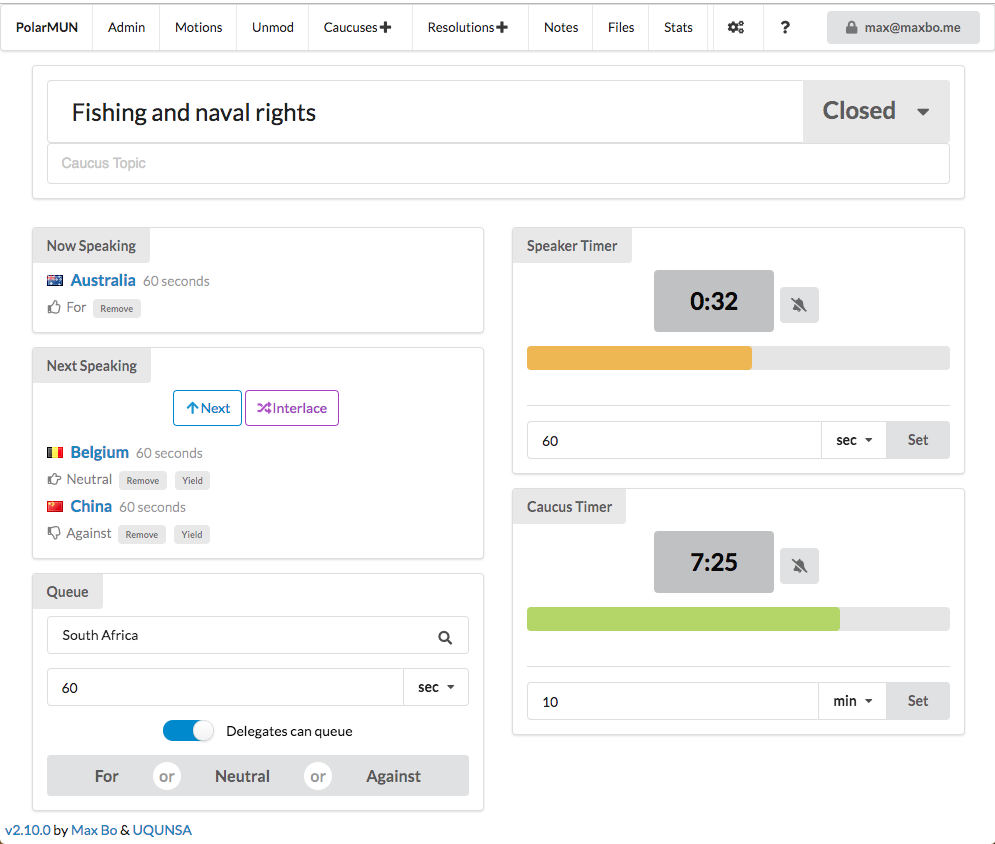 PolarMUN Admin Motions Unmod Caucuses Resolutions Notes Files Stats ? max@maxbo.me
Fishing and naval rights Closed
Caucus Topic
Now Speaking
Australia 60 seconds
For Remove
Next Speaking
Next Interlace
Belgium 60 seconds
Neutral Remove Yield
China 60 seconds
Against Remove Yield
Queue
South Africa
60 sec
Delegates can queue
For or Neutral or Against
Speaker Timer
0:32
60 sec Set
Caucus Timer
7:25
10 min Set
v2.10.0 by Max Bo & UQUNSA